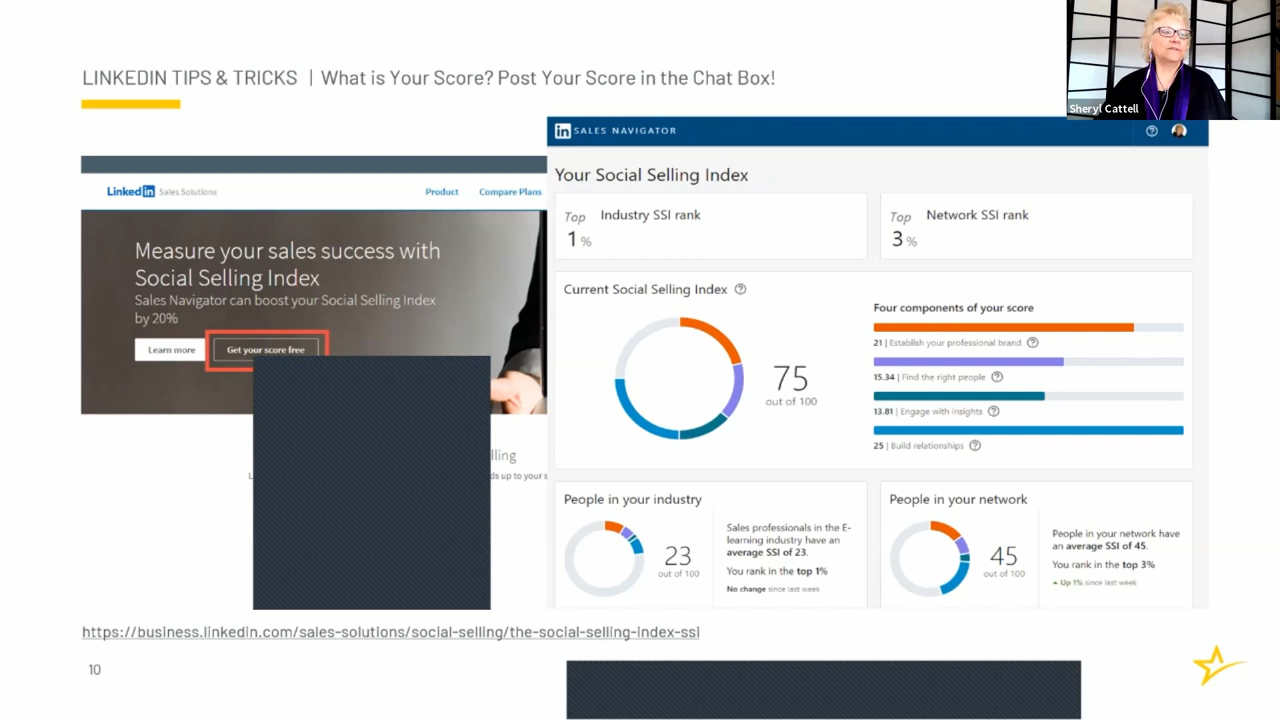 LINKEDIN TIPS & TRICKS | What is Your Score? Post Your Score in the Chat Box!
Sheryl Cattell
Linked in Sales Solutions
Product Compare Plans
Measure your sales success with
Social Selling Index
Sales Navigator can boost your Social Selling Index
by 20%
Learn more
Get your score free
lling
ds up to your s
in SALES NAVIGATOR
Your Social Selling Index
Top Industry SSI rank
1 %
Top Network SSI rank
3 %
Current Social Selling Index ?
75
out of 100
Four components of your score
21 | Establish your professional brand ?
15.34 | Find the right people ?
13.81 | Engage with insights ?
25 | Build relationships ?
People in your industry
23
out of 100
Sales professionals in the E-
learning industry have an
average SSI of 23.
You rank in the top 1%
No change since last week
People in your network
45
out of 100
People in your network have
an average SSI of 45.
You rank in the top 3%
Up 1% since last week
https://business.linkedin.com/sales-solutions/social-selling/the-social-selling-index-ssi
10